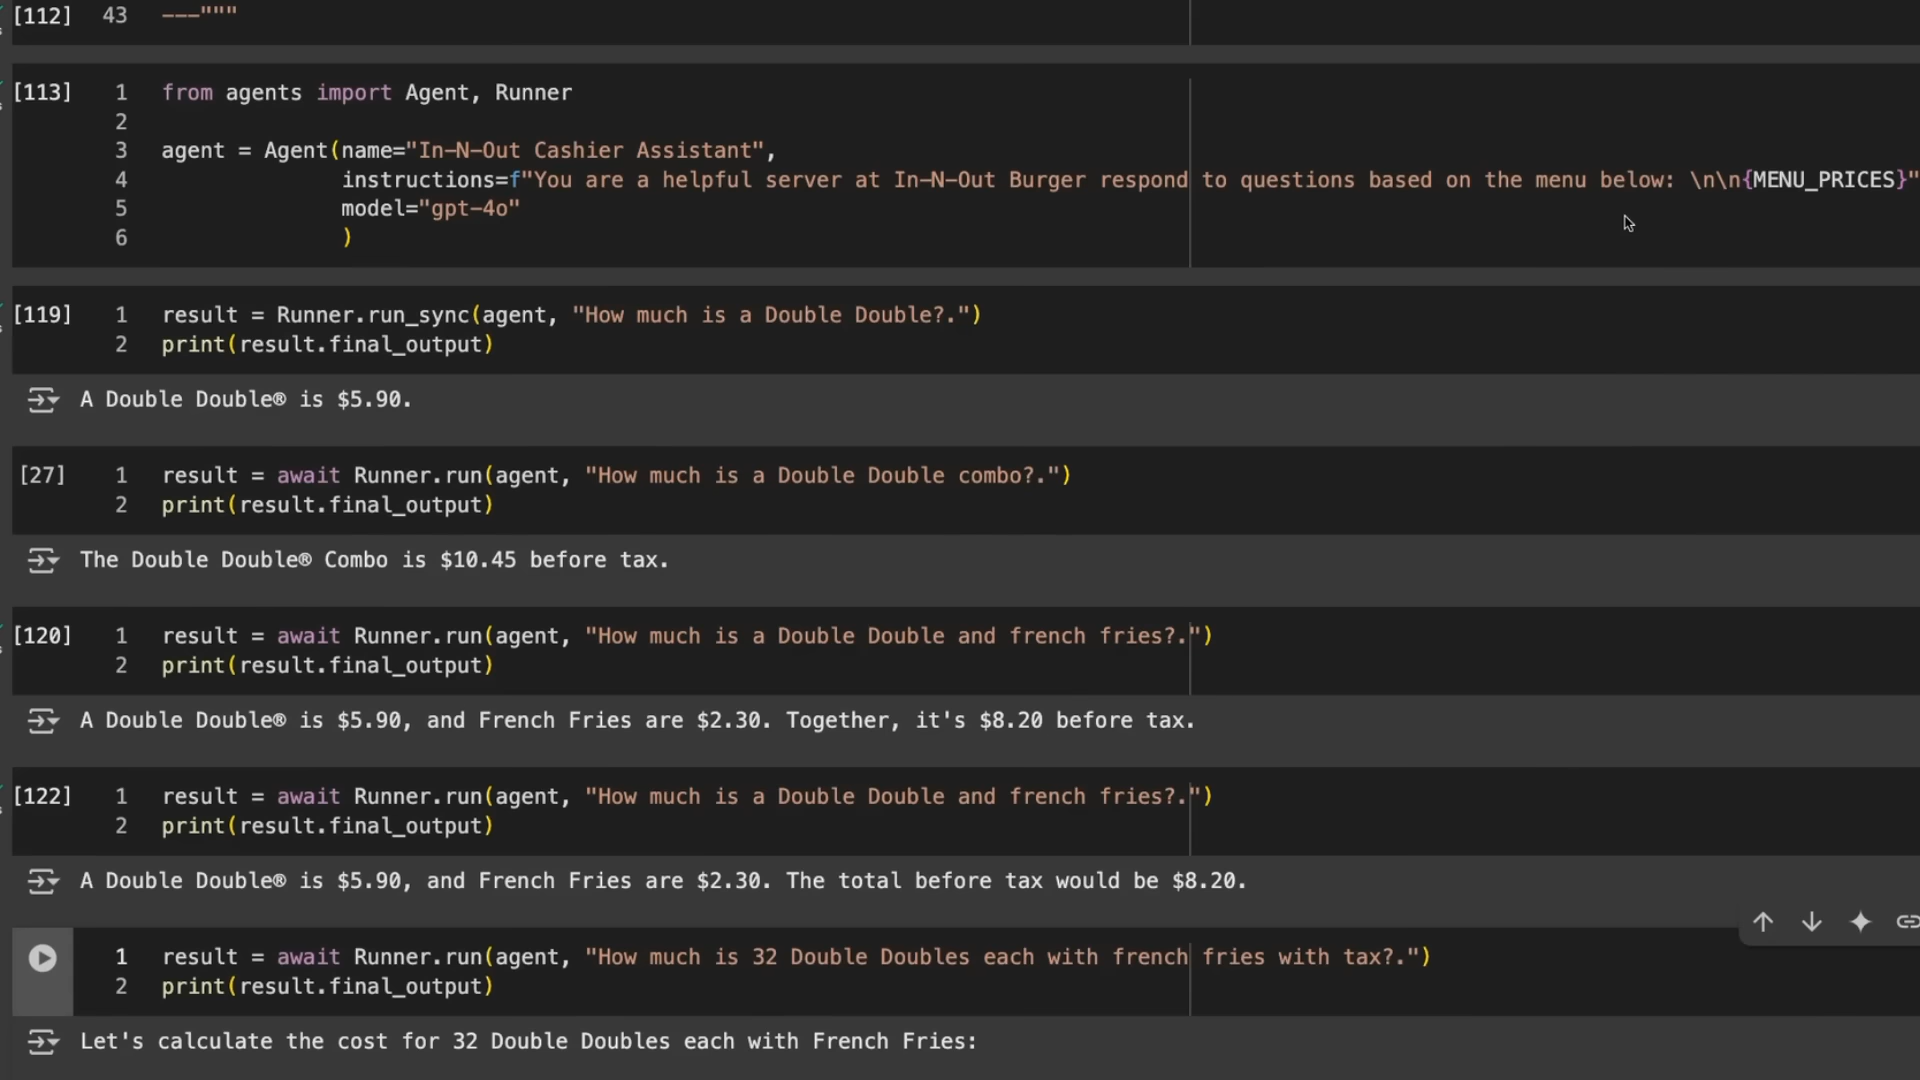 [112] 43 ---"""
[113] 1 from agents import Agent, Runner
2
3 agent = Agent(name="In-N-Out Cashier Assistant",
4 instructions=f"You are a helpful server at In-N-Out Burger respond to questions based on the menu below: \n\n{MENU_PRICES}"
5 model="gpt-4o"
6 )
[119] 1 result = Runner.run_sync(agent, "How much is a Double Double?.")
2 print(result.final_output)
A Double Double® is $5.90.
[27] 1 result = await Runner.run(agent, "How much is a Double Double combo?.")
2 print(result.final_output)
The Double Double® Combo is $10.45 before tax.
[120] 1 result = await Runner.run(agent, "How much is a Double Double and french fries?.")
2 print(result.final_output)
A Double Double® is $5.90, and French Fries are $2.30. Together, it's $8.20 before tax.
[122] 1 result = await Runner.run(agent, "How much is a Double Double and french fries?.")
2 print(result.final_output)
A Double Double® is $5.90, and French Fries are $2.30. The total before tax would be $8.20.
1 result = await Runner.run(agent, "How much is 32 Double Doubles each with french fries with tax?.")
2 print(result.final_output)
Let's calculate the cost for 32 Double Doubles each with French Fries: